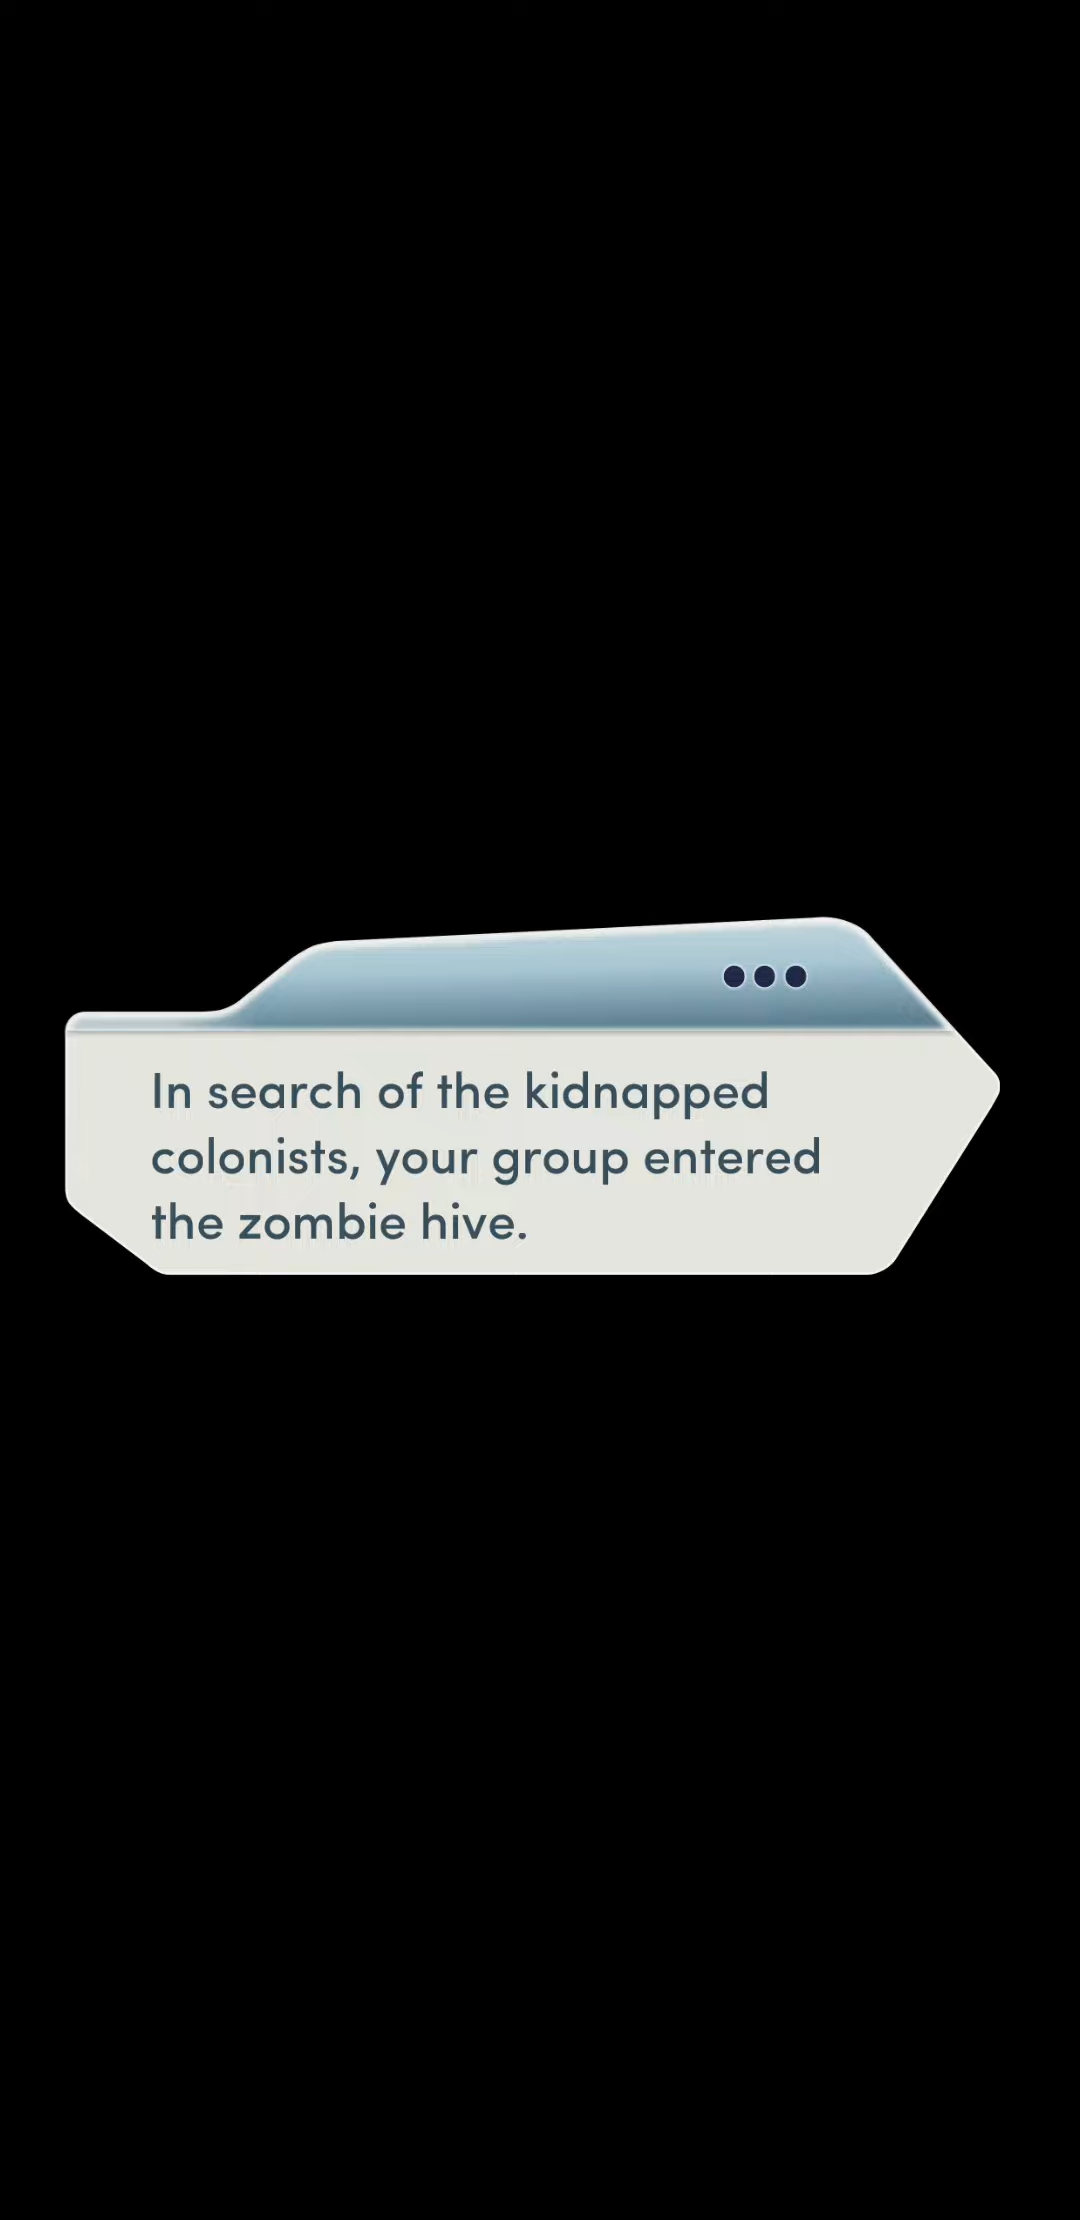 In search of the kidnapped
colonists, your group entered
the zombie hive.